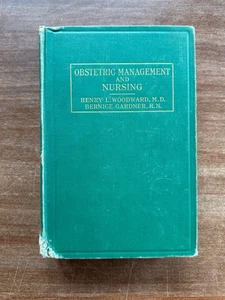 OBSTETRIC MANAGEMENT
AND
NURSING
HENRY L. WOODWARD, M.D.
BERNICE GARDNER, R.N.